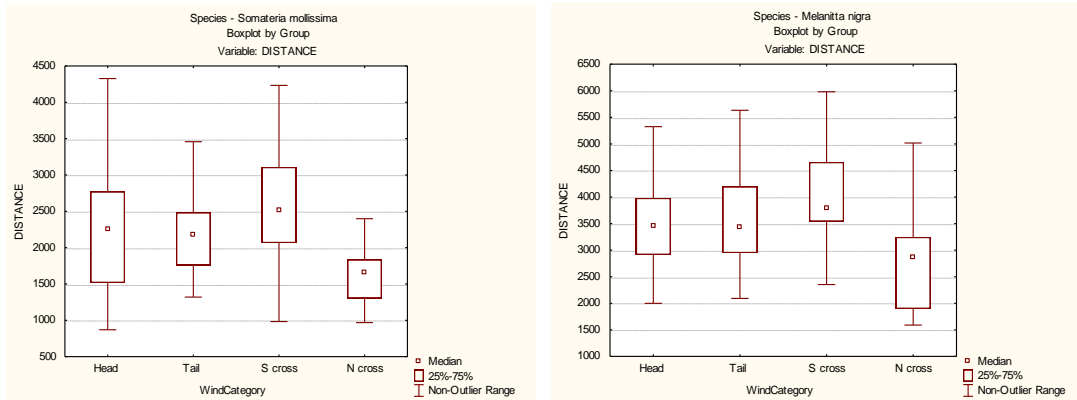 Species - Somateria mollissima
Boxplot by Group
Variable: DISTANCE
4500
4000
3500
3000
2500
2000
1500
1000
500
DISTANCE
Head Tail S cross N cross
WindCategory
Median
25%-75%
Non-Outlier Range
Species - Melanitta nigra
Boxplot by Group
Variable: DISTANCE
6500
6000
5500
5000
4500
4000
3500
3000
2500
2000
1500
1000
DISTANCE
Head Tail S cross N cross
WindCategory
Median
25%-75%
Non-Outlier Range